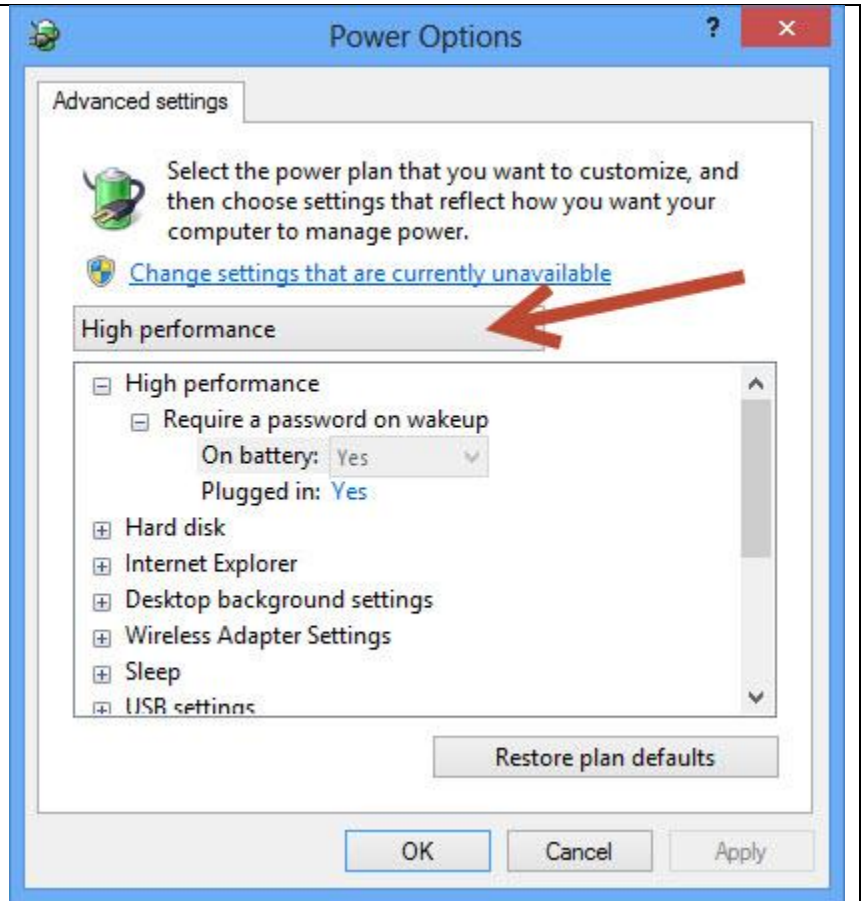 Power Options
?
Advanced settings
Select the power plan that you want to customize, and
then choose settings that reflect how you want your
computer to manage power.
Change settings that are currently unavailable
High performance
High performance
Require a password on wakeup
On battery: Yes
Plugged in: Yes
Hard disk
Internet Explorer
Desktop background settings
Wireless Adapter Settings
Sleep
USB settings
Restore plan defaults
OK Cancel Apply